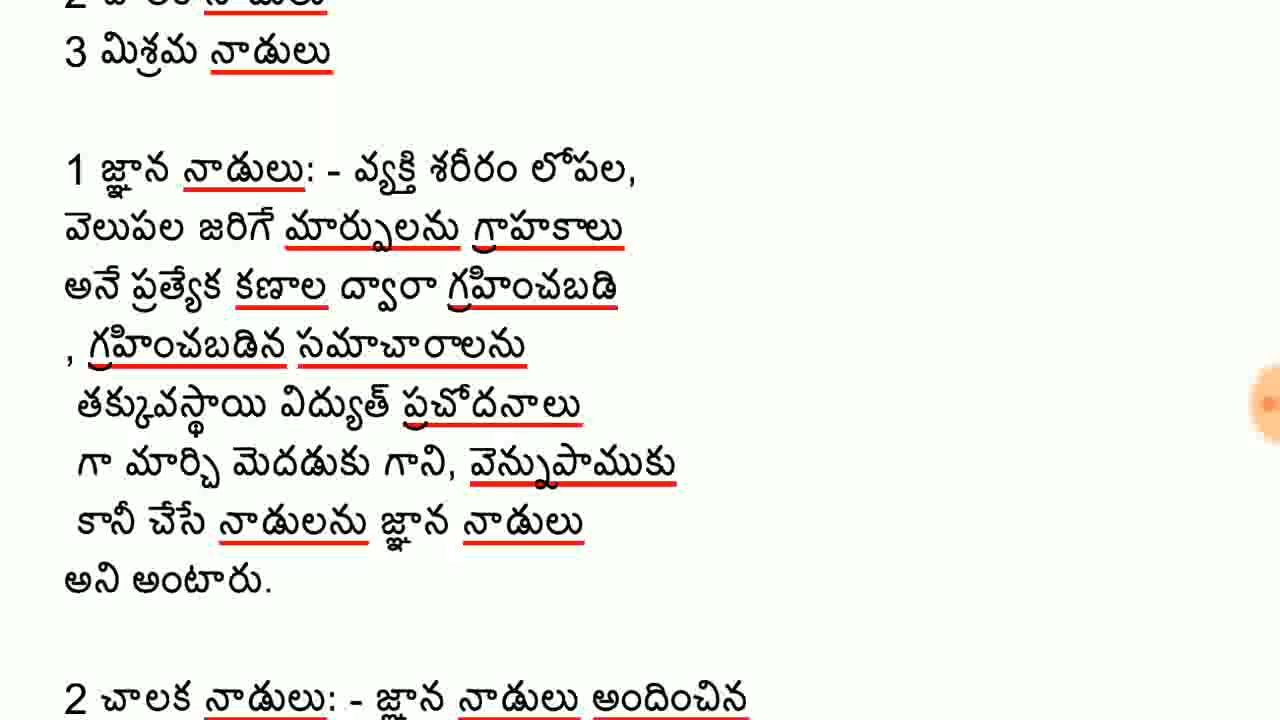 3 మిశ్రమ నాడులు
1 జ్ఞాన నాడులు: - వ్యక్తి శరీరం లోపల,
వెలుపల జరిగే మార్పులను గ్రాహకాలు
అనే ప్రత్యేక కణాల ద్వారా గ్రహించబడి
, గ్రహించబడిన సమాచారాలను
తక్కువస్థాయి విద్యుత్ ప్రచోదనాలు
గా మార్చి మెదడుకు గాని, వెన్నుపాముకు
కానీ చేసే నాడులను జ్ఞాన నాడులు
అని అంటారు.
2 చాలక నాడులు: - జ్ఞాన నాడులు అందించిన